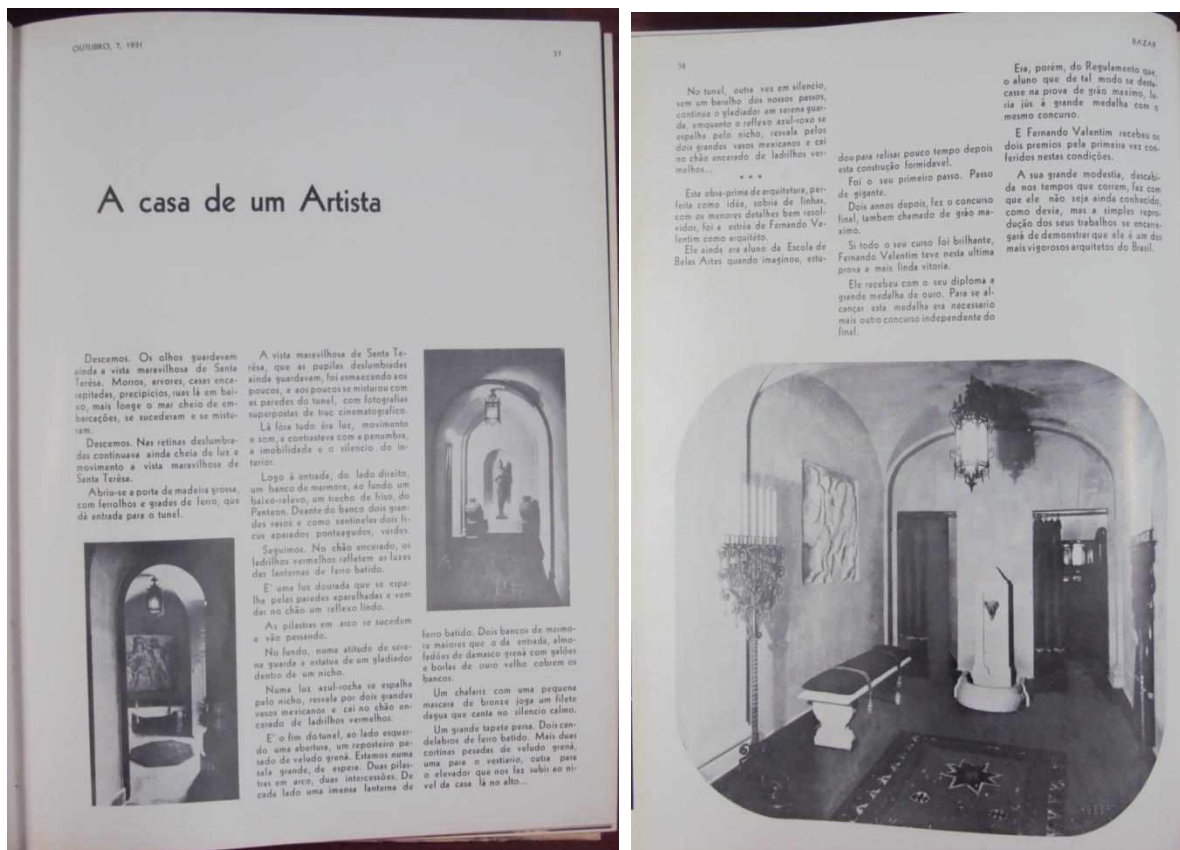 OUTUBRO, 7, 1931
37
A casa de um Artista
Descemos. Os olhos guardavam
ainda a vista maravilhosa de Santa
Terêsa. Morros, arvores, casas enca-
rapitadas, precipicios, ruas lá em bai-
xo, mais longe o mar cheio de em-
barcações, se sucederam e se mistu-
ram.
Descemos. Nas retinas deslumbra-
das continuava ainda cheia de luz e
movimento a vista maravilhosa de
Santa Terêsa.
Abriu-se a porta de madeira grossa,
com ferrolhos e grades de ferro, que
dá entrada para o tunel.
A vista maravilhosa de Santa Te-
rêsa, que as pupilas deslumbradas
ainda guardavam, foi esmaecendo aos
poucos, e aos poucos se misturou com
as paredes do tunel, com fotografias
superpostas de truc cinematografico.
Lá fóra tudo éra luz, movimento
e som, a contrastava com a penumbra,
a imobilidade e o silencio do in-
terior.
Logo á entrada, do lado direito,
um banco de marmore, ao fundo um
baixo-relevo, um trecho de friso, do
Panteon. Deante do banco dois gran-
des vasos e como sentinelas dois fi-
cus aparados ponteagudos, verdes.
Seguimos. No chão encerado, os
ladrilhos vermelhos refletem as luzes
das lanternas de ferro batido.
E' uma luz dourada que se espa-
lha pelas paredes aparelhadas e vem
dar no chão um reflexo lindo.
As pilastras em arco se sucedem
e vão passando.
No fundo, numa atitude de sere-
ne guarda a estatua de um gladiador
dentro de um nicho.
Numa luz azul-rocha se espalha
pelo nicho, resvala por dois grandes
vasos mexicanos e cai no chão en-
cerado de ladrilhos vermelhos.
E' o fim do tunel, ao lado esquer-
do uma abertura, um reposteiro pe-
sado de veludo grená. Estamos numa
sala grande, de espera. Duas pilas-
tras em arco, duas intercessões. De
cada lado uma imensa lanterna de
ferro batido. Dois bancos de marmo-
re maiores que o da entrada, almo-
fadões de damasco grená com galões
e borlas de ouro velho cobrem os
bancos.
Um chafariz com uma pequena
mascara de bronze joga um filete
dagua que canta no silencio calmo.
Um grande tapete persa. Dois can-
delabros de ferro batido. Mais duas
cortinas pesadas de veludo grená,
uma para o vestiario, outra para
o elevador que nos faz subir ao ni-
vel da casa lá no alto...
38
BAZAR
No tunel, outra vez em silencio,
sem um barulho dos nossos passos,
continua o gladiador em serena guar-
da, emquanto o reflexo azul-roxo se
espalha pelo nicho, resvala pelos
dois grandes vasos mexicanos e cai
no chão encerado de ladrilhos ver-
melhos...
* * *
Esta obra-prima de arquitetura, per-
feita como idéa, sobria de linhas,
com os menores detalhes bem resol-
vidos, foi a estréa de Fernando Va-
lentim como arquitéto.
Ele ainda era aluno da Escola de
Belas Artes quando imaginou, estu-
dou para relisar pouco tempo depois
esta construção formidavel.
Foi o seu primeiro passo. Passo
de gigante.
Dois annos depois, fez o concurso
final, tambem chamado de gráo ma-
ximo.
Si todo o seu curso foi brilhante,
Fernando Valentim teve nesta ultima
prova a mais linda vitoria.
Ele recebeu com o seu diploma a
grande medalha de ouro. Para se al-
cançar esta medalha era necessario
mais outro concurso independente do
final.
Era, porém, do Regulamento que,
o aluno que de tal modo se desta-
casse na prova de gráo maximo, fa-
ria jús á grande medalha com o
mesmo concurso.
E Fernando Valentim recebeu os
dois premios pela primeira vez con-
feridos nestas condições.
A sua grande modestia, descabi-
da nos tempos que correm, faz com
que ele não seja ainda conhecido,
como devia, mas a simples repro-
dução dos seus trabalhos se encarre-
gará de demonstrar que ele é um dos
mais vigorosos arquitetos do Brasil.